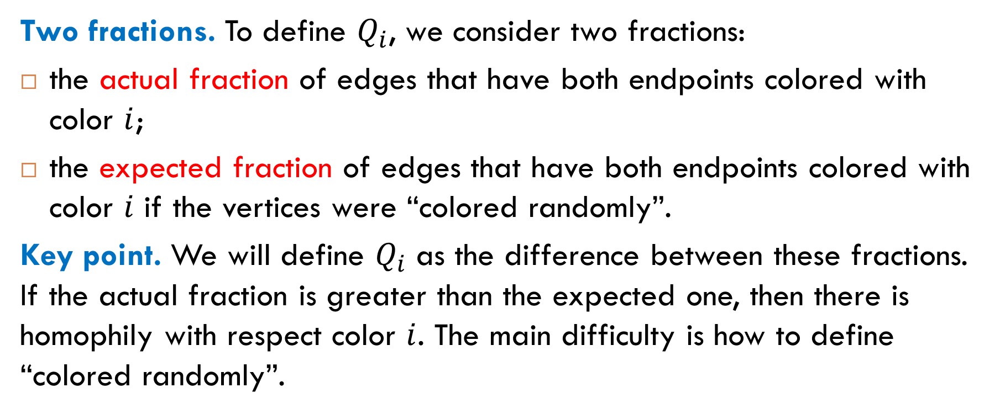 Two fractions. To define Qᵢ, we consider two fractions:
□ the actual fraction of edges that have both endpoints colored with
color i;
□ the expected fraction of edges that have both endpoints colored with
color i if the vertices were “colored randomly”.
Key point. We will define Qᵢ as the difference between these fractions.
If the actual fraction is greater than the expected one, then there is
homophily with respect color i. The main difficulty is how to define
“colored randomly”.